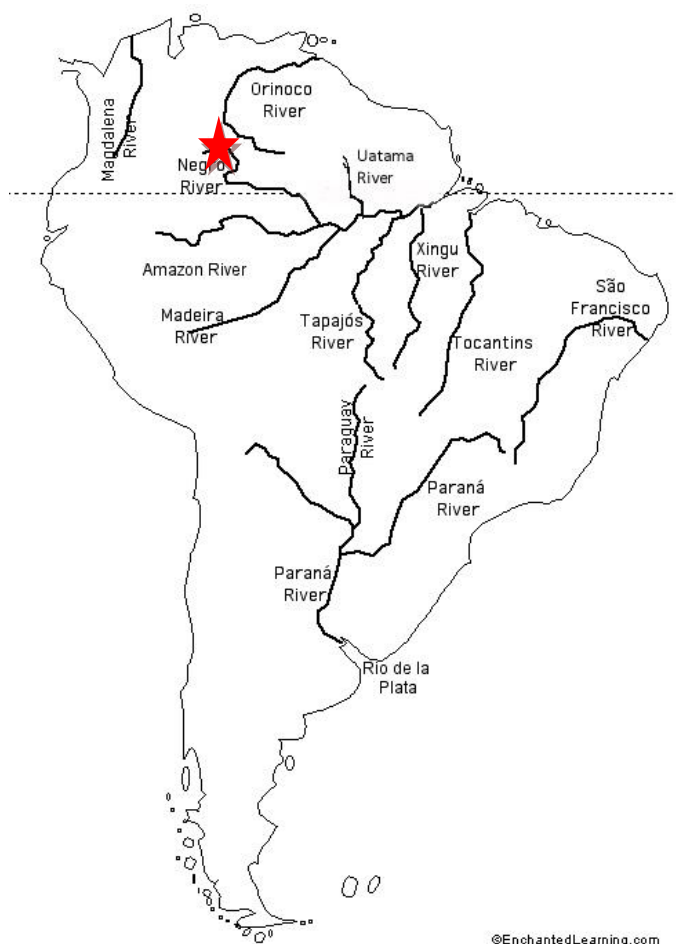 Orinoco
River
Magdalena
River
Negro
River
Uatama
River
Amazon River
Xingu
River
São
Francisco
River
Madeira
River
Tapajós
River
Tocantins
River
Paraguay
River
Paraná
River
Paraná
River
Rio de la
Plata
©EnchantedLearning.com